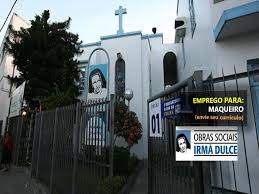 EMPREGO PARA:
MAQUEIRO
(envie seu currículo)
01
OBRAS SOCIAIS
IRMÃ DULCE